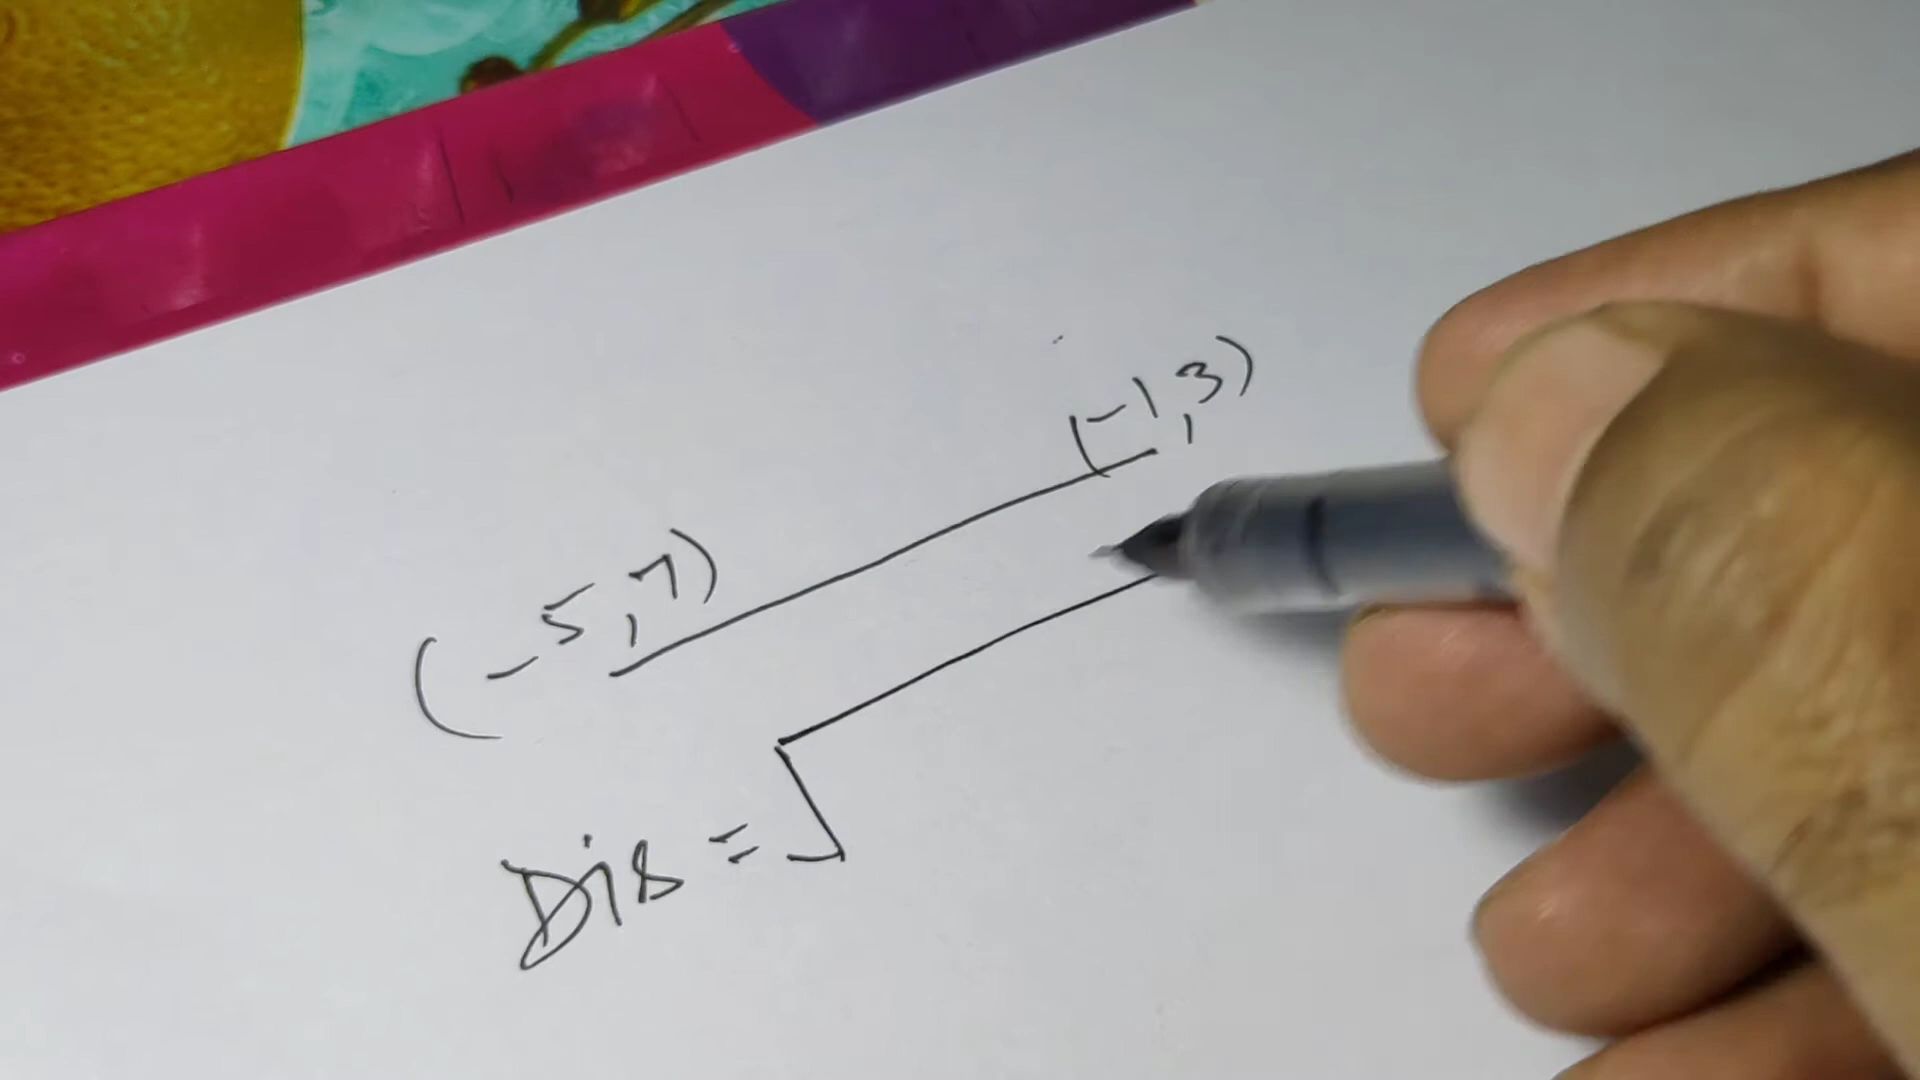 (-1,3)
(-5,7)
Dis = √